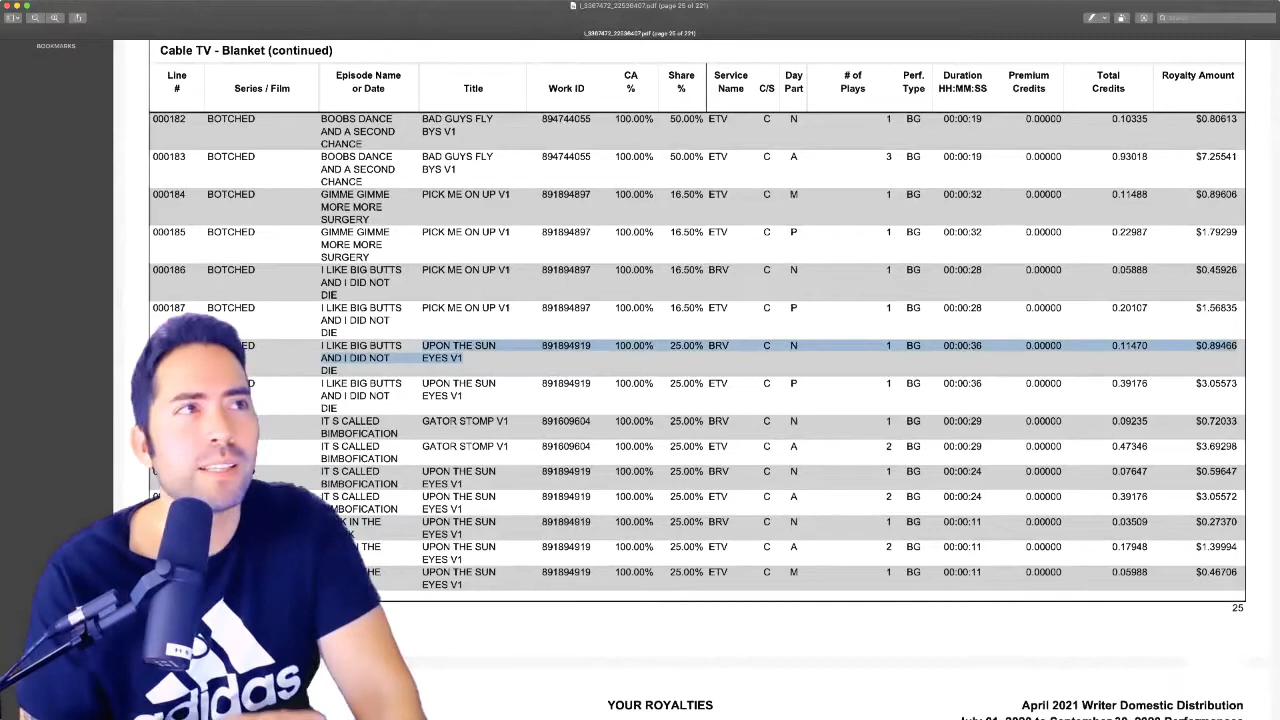 l_3367472_22536407.pdf (page 25 of 221)
l_3367472_22536407.pdf (page 25 of 221)
Search
BOOKMARKS
Cable TV - Blanket (continued)
Line # Series / Film Episode Name or Date Title Work ID CA % Share % Service Name C/S Day Part # of Plays Perf. Type Duration HH:MM:SS Premium Credits Total Credits Royalty Amount
000182 BOTCHED BOOBS DANCE BAD GUYS FLY 894744055 100.00% 50.00% ETV C N 1 BG 00:00:19 0.00000 0.10335 $0.80613
AND A SECOND BYS V1
CHANCE
000183 BOTCHED BOOBS DANCE BAD GUYS FLY 894744055 100.00% 50.00% ETV C A 3 BG 00:00:19 0.00000 0.93018 $7.25541
AND A SECOND BYS V1
CHANCE
000184 BOTCHED GIMME GIMME PICK ME ON UP V1 891894897 100.00% 16.50% ETV C M 1 BG 00:00:32 0.00000 0.11488 $0.89606
MORE MORE
SURGERY
000185 BOTCHED GIMME GIMME PICK ME ON UP V1 891894897 100.00% 16.50% ETV C P 1 BG 00:00:32 0.00000 0.22987 $1.79299
MORE MORE
SURGERY
000186 BOTCHED I LIKE BIG BUTTS PICK ME ON UP V1 891894897 100.00% 16.50% BRV C N 1 BG 00:00:28 0.00000 0.05888 $0.45926
AND I DID NOT
DIE
000187 BOTCHED I LIKE BIG BUTTS PICK ME ON UP V1 891894897 100.00% 16.50% ETV C P 1 BG 00:00:28 0.00000 0.20107 $1.56835
AND I DID NOT
DIE
I LIKE BIG BUTTS UPON THE SUN 891894919 100.00% 25.00% BRV C N 1 BG 00:00:36 0.00000 0.11470 $0.89466
AND I DID NOT EYES V1
DIE
I LIKE BIG BUTTS UPON THE SUN 891894919 100.00% 25.00% ETV C P 1 BG 00:00:36 0.00000 0.39176 $3.05573
AND I DID NOT EYES V1
DIE
IT S CALLED GATOR STOMP V1 891609604 100.00% 25.00% BRV C N 1 BG 00:00:29 0.00000 0.09235 $0.72033
BIMBOFICATION
IT S CALLED GATOR STOMP V1 891609604 100.00% 25.00% ETV C A 2 BG 00:00:29 0.00000 0.47346 $3.69298
BIMBOFICATION
IT S CALLED UPON THE SUN 891894919 100.00% 25.00% BRV C N 1 BG 00:00:24 0.00000 0.07647 $0.59647
BIMBOFICATION EYES V1
IT S CALLED UPON THE SUN 891894919 100.00% 25.00% ETV C A 2 BG 00:00:24 0.00000 0.39176 $3.05572
EYES V1
IN THE UPON THE SUN 891894919 100.00% 25.00% BRV C N 1 BG 00:00:11 0.00000 0.03509 $0.27370
EYES V1
UPON THE SUN 891894919 100.00% 25.00% ETV C A 2 BG 00:00:11 0.00000 0.17948 $1.39994
EYES V1
UPON THE SUN 891894919 100.00% 25.00% ETV C M 1 BG 00:00:11 0.00000 0.05988 $0.46706
EYES V1
25
YOUR ROYALTIES April 2021 Writer Domestic Distribution
adidas